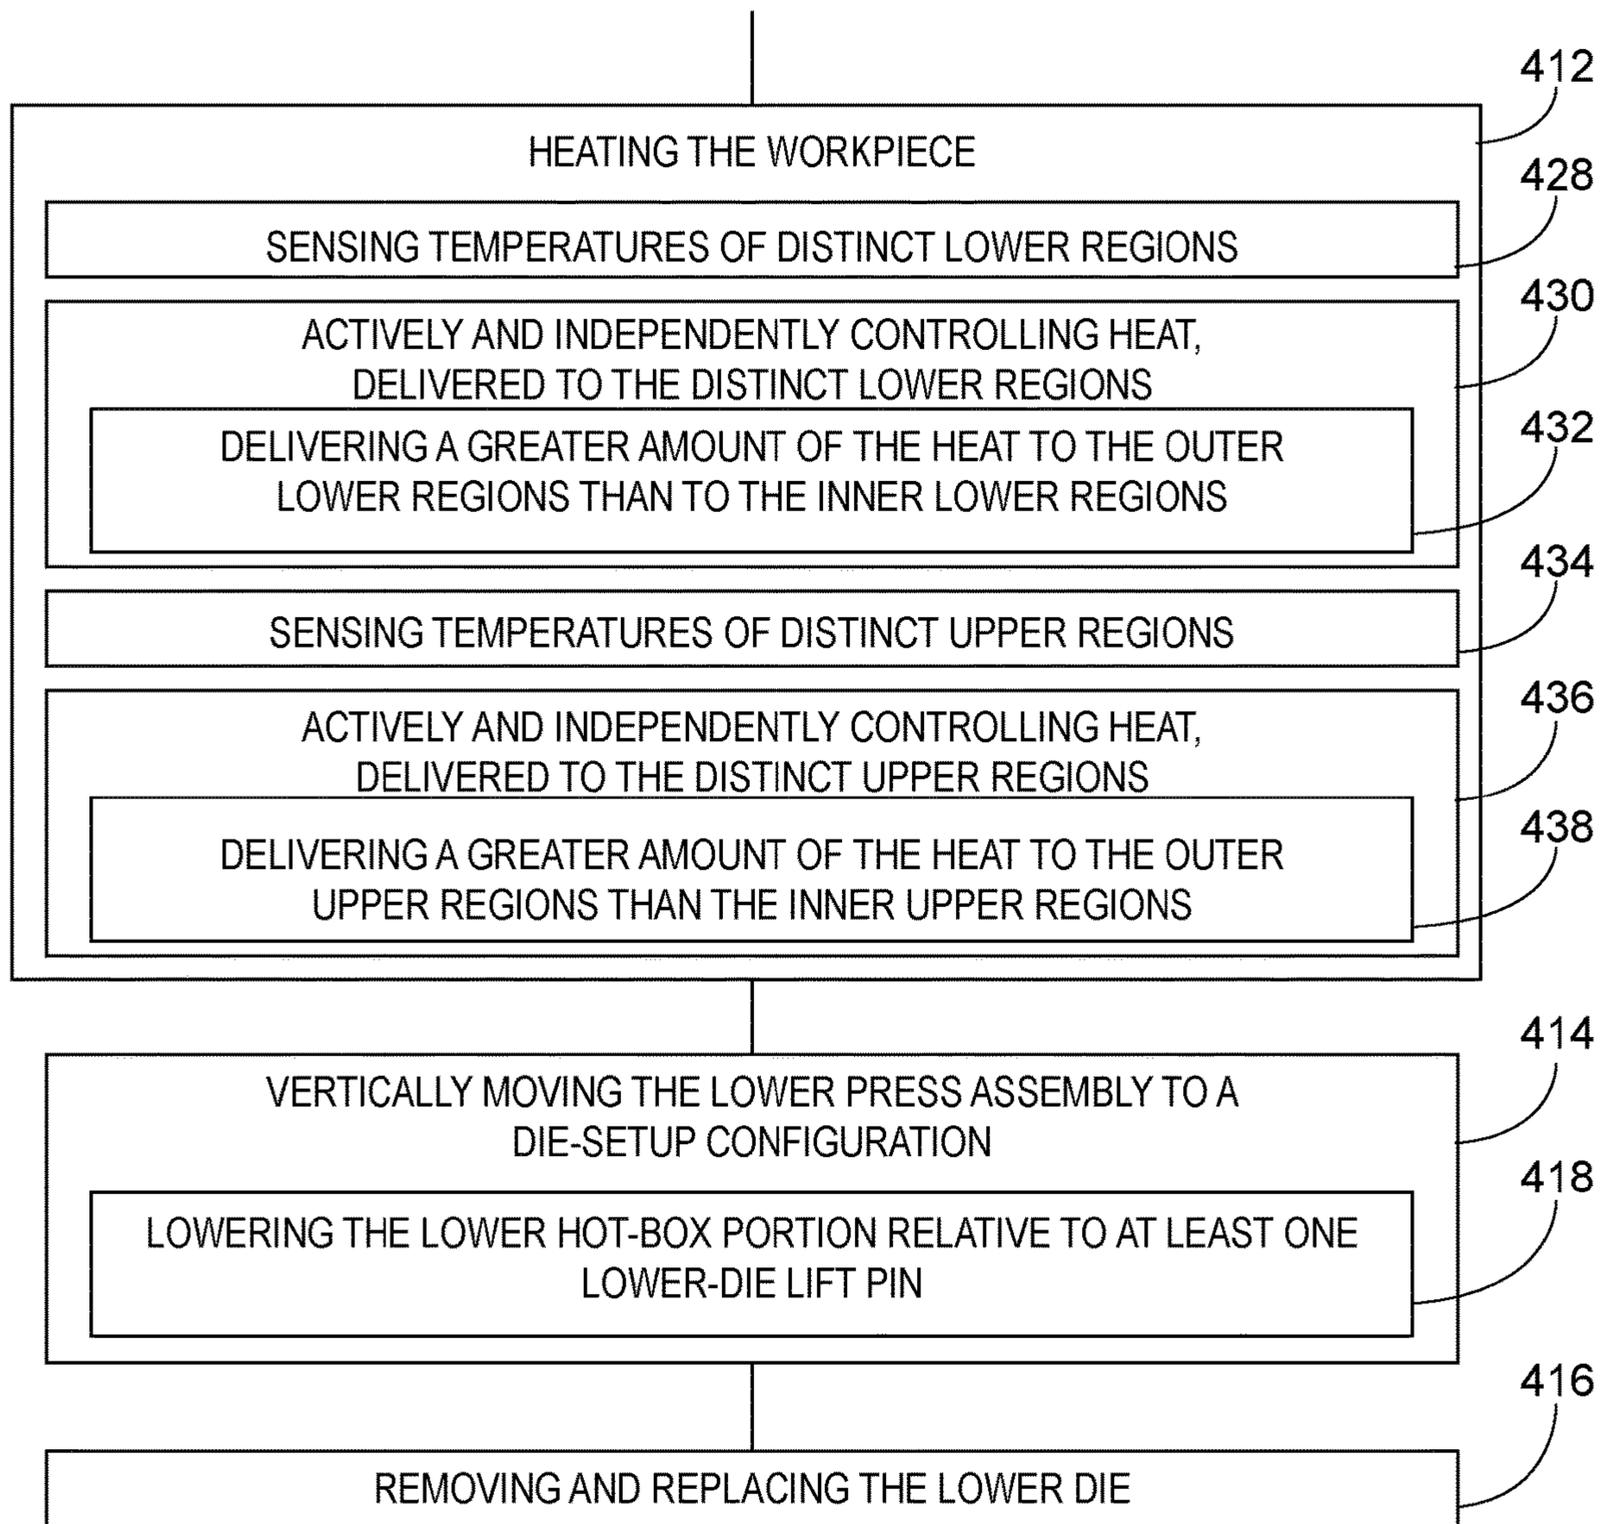 412
HEATING THE WORKPIECE
428
SENSING TEMPERATURES OF DISTINCT LOWER REGIONS
430
ACTIVELY AND INDEPENDENTLY CONTROLLING HEAT,
DELIVERED TO THE DISTINCT LOWER REGIONS
432
DELIVERING A GREATER AMOUNT OF THE HEAT TO THE OUTER
LOWER REGIONS THAN TO THE INNER LOWER REGIONS
434
SENSING TEMPERATURES OF DISTINCT UPPER REGIONS
436
ACTIVELY AND INDEPENDENTLY CONTROLLING HEAT,
DELIVERED TO THE DISTINCT UPPER REGIONS
438
DELIVERING A GREATER AMOUNT OF THE HEAT TO THE OUTER
UPPER REGIONS THAN THE INNER UPPER REGIONS
414
VERTICALLY MOVING THE LOWER PRESS ASSEMBLY TO A
DIE-SETUP CONFIGURATION
418
LOWERING THE LOWER HOT-BOX PORTION RELATIVE TO AT LEAST ONE
LOWER-DIE LIFT PIN
416
REMOVING AND REPLACING THE LOWER DIE